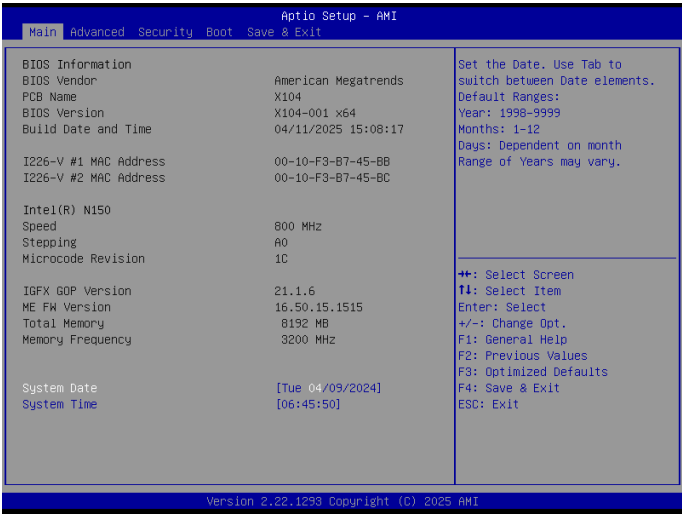 Aptio Setup - AMI
Main Advanced Security Boot Save & Exit
BIOS Information
BIOS Vendor American Megatrends
PCB Name X104
BIOS Version X104-001 x64
Build Date and Time 04/11/2025 15:08:17
I226-V #1 MAC Address 00-10-F3-B7-45-BB
I226-V #2 MAC Address 00-10-F3-B7-45-BC
Intel(R) N150
Speed 800 MHz
Stepping A0
Microcode Revision 1C
IGFX GOP Version 21.1.6
ME FW Version 16.50.15.1515
Total Memory 8192 MB
Memory Frequency 3200 MHz
System Date [Tue 04/09/2024]
System Time [06:45:50]
Set the Date. Use Tab to
switch between Date elements.
Default Ranges:
Year: 1998-9999
Months: 1-12
Days: Dependent on month
Range of Years may vary.
→←: Select Screen
↑↓: Select Item
Enter: Select
+/-: Change Opt.
F1: General Help
F2: Previous Values
F3: Optimized Defaults
F4: Save & Exit
ESC: Exit
Version 2.22.1293 Copyright (C) 2025 AMI